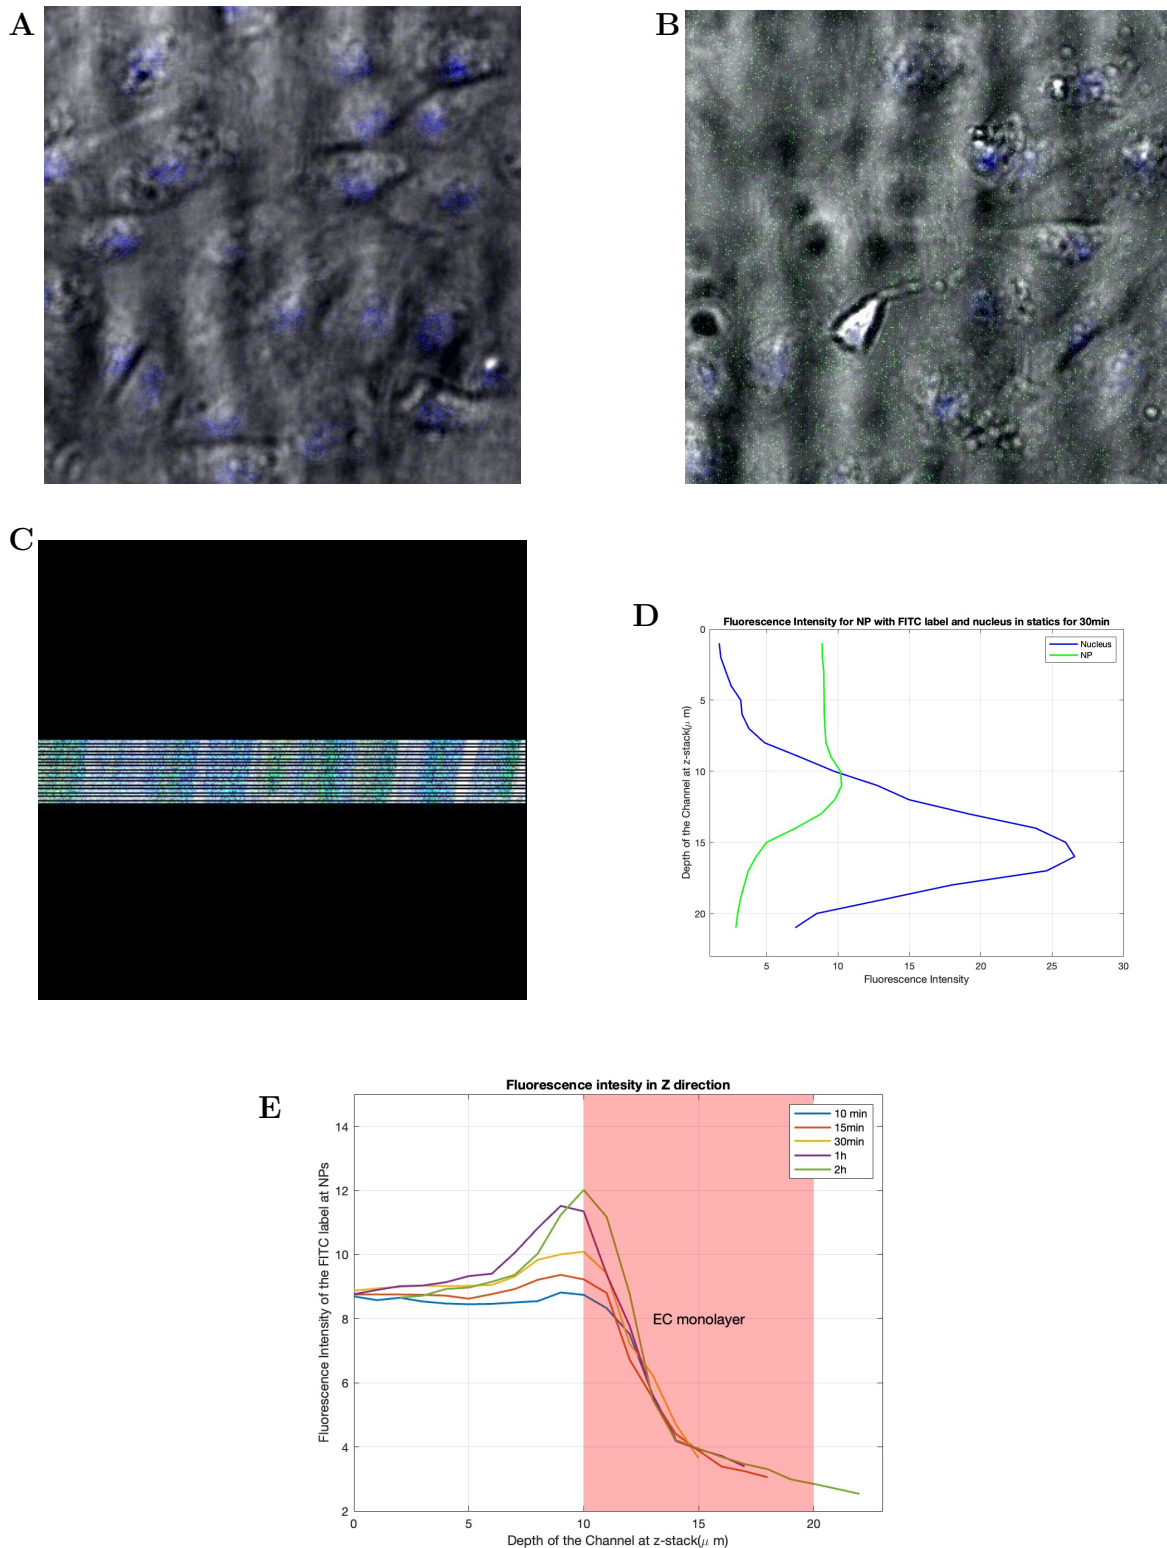 A
B
C
D
Fluorescence Intensity for NP with FITC label and nucleus in statics for 30min
Nucleus
NP
0
5
10
15
20
Depth of the Channel at z-stack(μ m)
5
10
15
20
25
30
Fluorescence Intensity
E
Fluorescence intesity in Z direction
10 min
15min
30min
1h
2h
EC monolayer
14
12
10
8
6
4
2
Fluorescence Intensity of the FITC label at NPs
0
5
10
15
20
Depth of the Channel at z-stack(μ m)